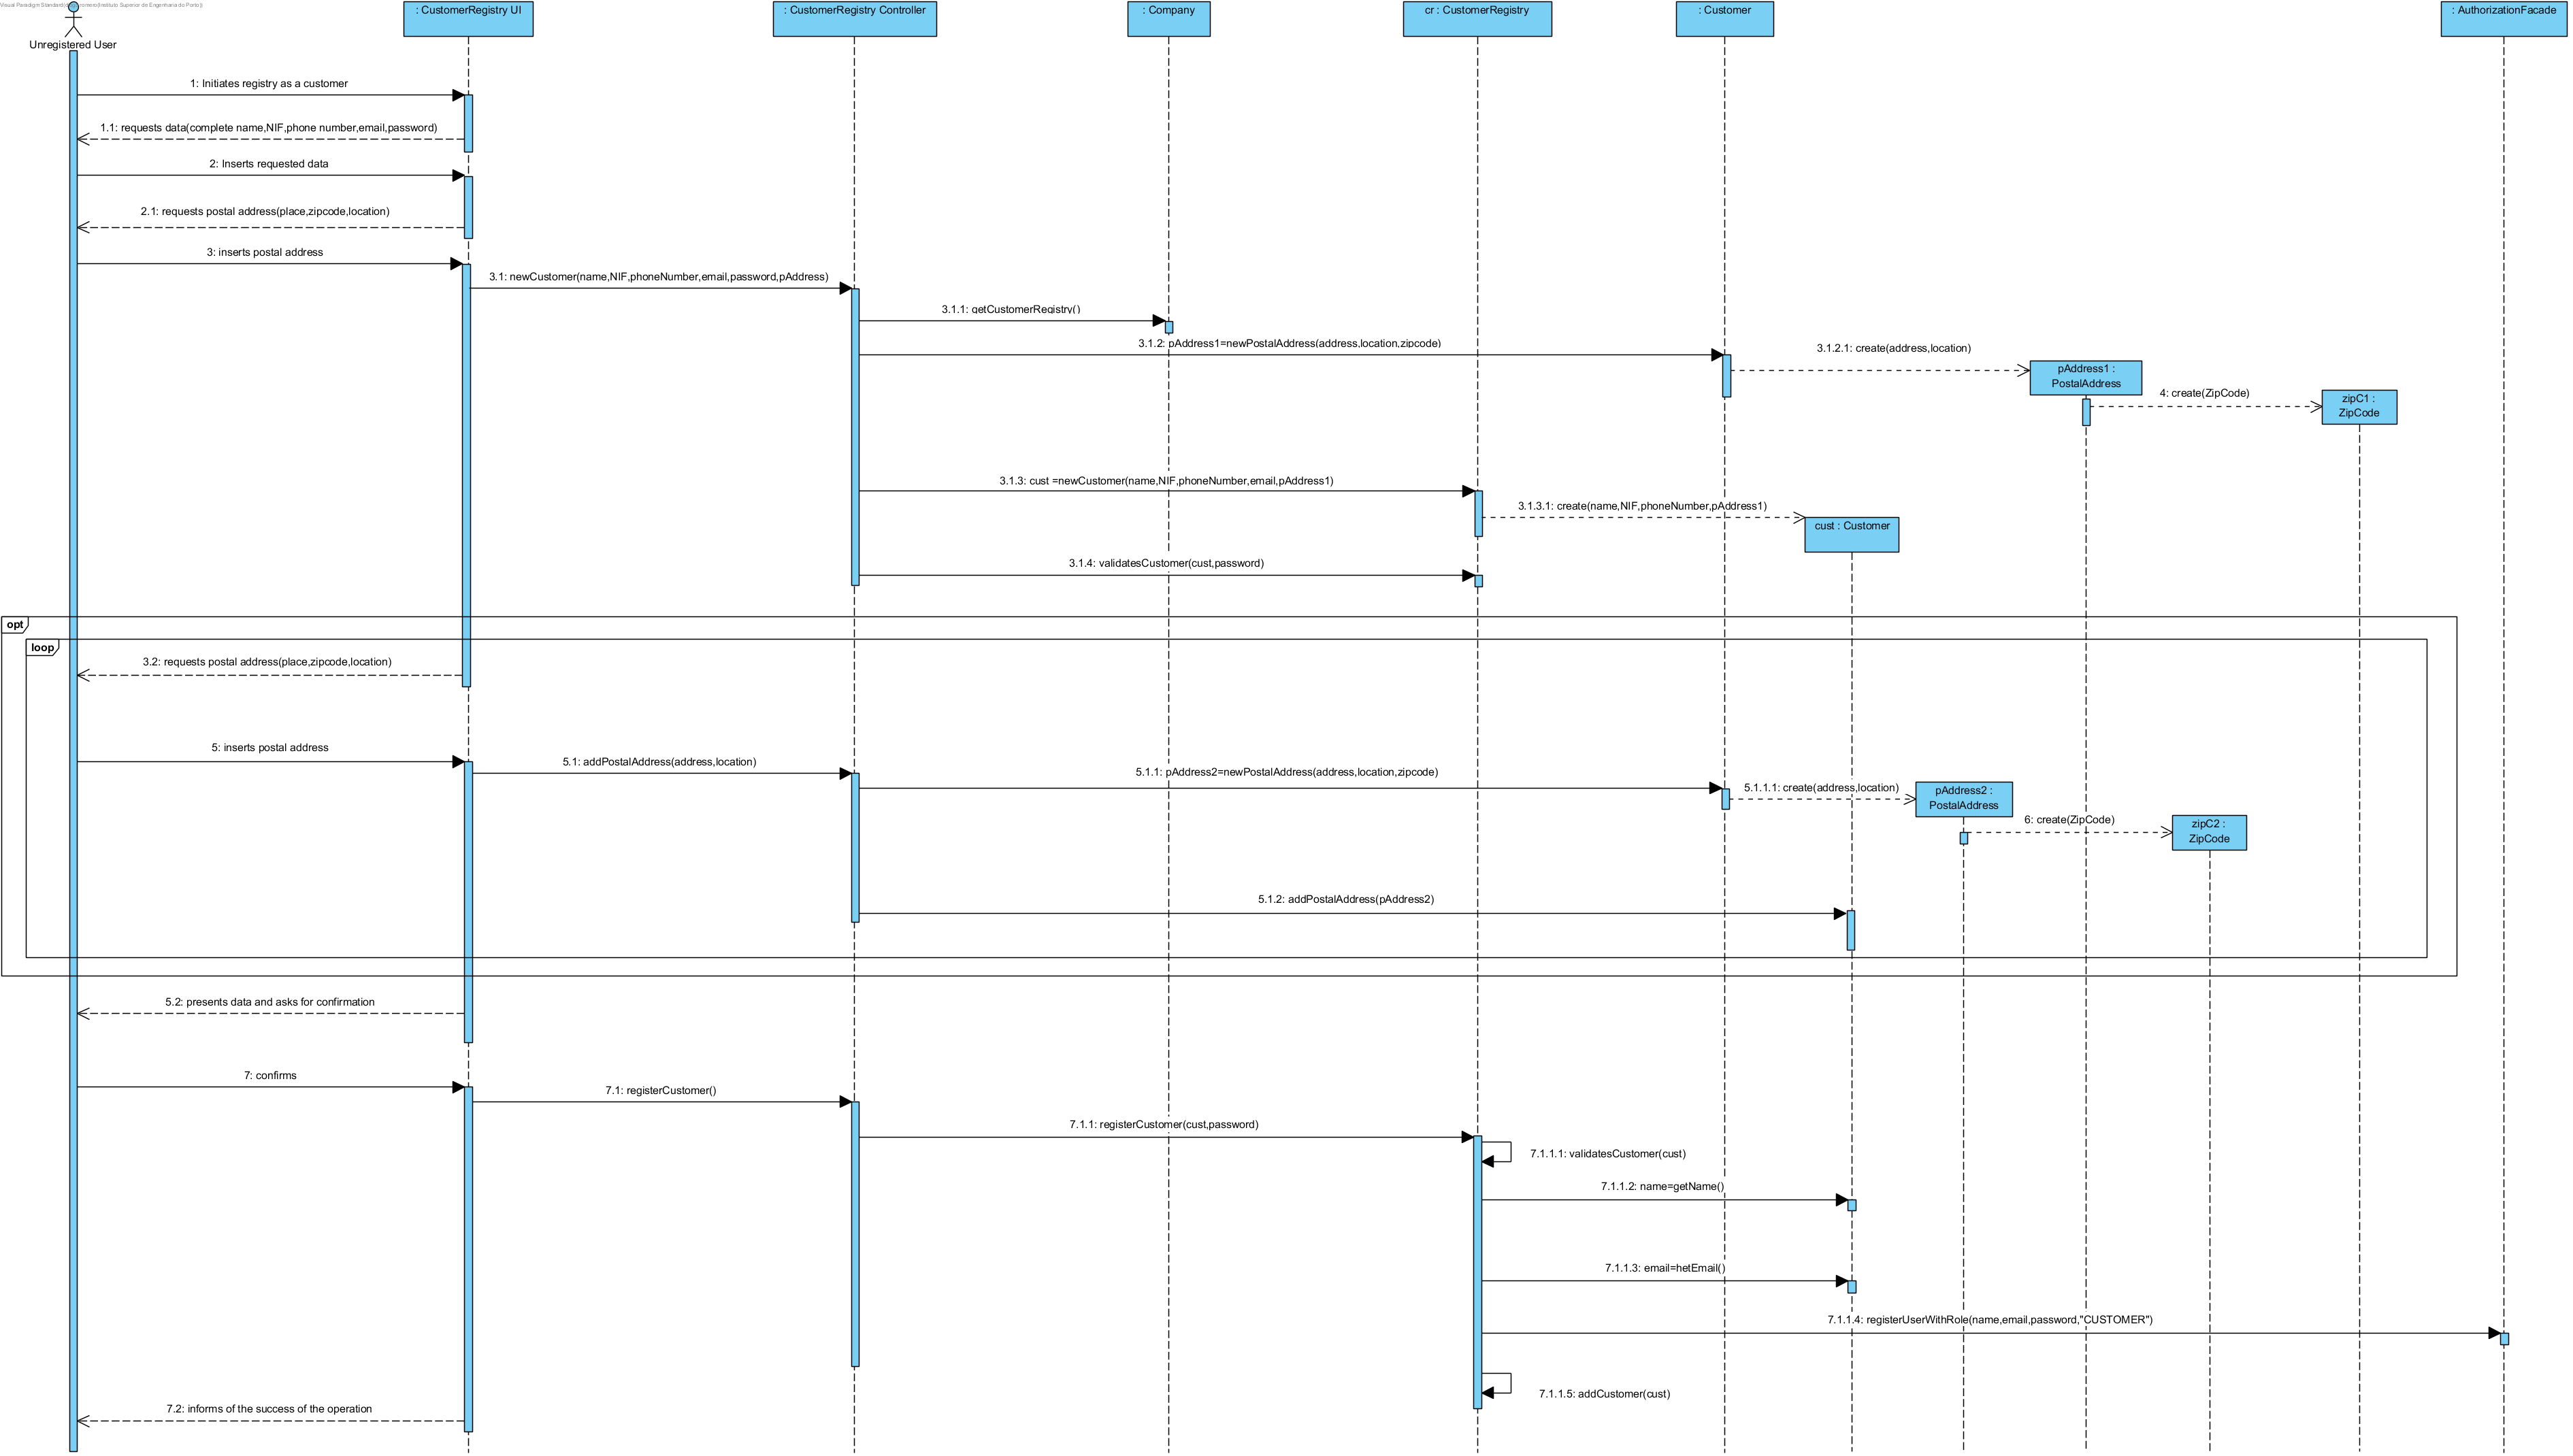 Unregistered User
: CustomerRegistry UI
: CustomerRegistry Controller
: Company
cr : CustomerRegistry
: Customer
: AuthorizationFacade
1: Initiates registry as a customer
1.1: requests data(complete name,NIF,phone number,email,password)
2: Inserts requested data
2.1: requests postal address(place,zipcode,location)
3: inserts postal address
3.1: newCustomer(name,NIF,phoneNumber,email,password,pAddress)
3.1.1: getCustomerRegistry()
3.1.2: pAddress1=newPostalAddress(address,location,zipcode)
3.1.2.1: create(address,location)
pAddress1 :
PostalAddress
4: create(ZipCode)
zipC1 :
ZipCode
3.1.3: cust =newCustomer(name,NIF,phoneNumber,email,pAddress1)
3.1.3.1: create(name,NIF,phoneNumber,pAddress1)
cust : Customer
3.1.4: validatesCustomer(cust,password)
opt
loop
3.2: requests postal address(place,zipcode,location)
5: inserts postal address
5.1: addPostalAddress(address,location)
5.1.1: pAddress2=newPostalAddress(address,location,zipcode)
5.1.1.1: create(address,location)
pAddress2 :
PostalAddress
6: create(ZipCode)
zipC2 :
ZipCode
5.1.2: addPostalAddress(pAddress2)
5.2: presents data and asks for confirmation
7: confirms
7.1: registerCustomer()
7.1.1: registerCustomer(cust,password)
7.1.1.1: validatesCustomer(cust)
7.1.1.2: name=getName()
7.1.1.3: email=hetEmail()
7.1.1.4: registerUserWithRole(name,email,password,"CUSTOMER")
7.1.1.5: addCustomer(cust)
7.2: informs of the success of the operation